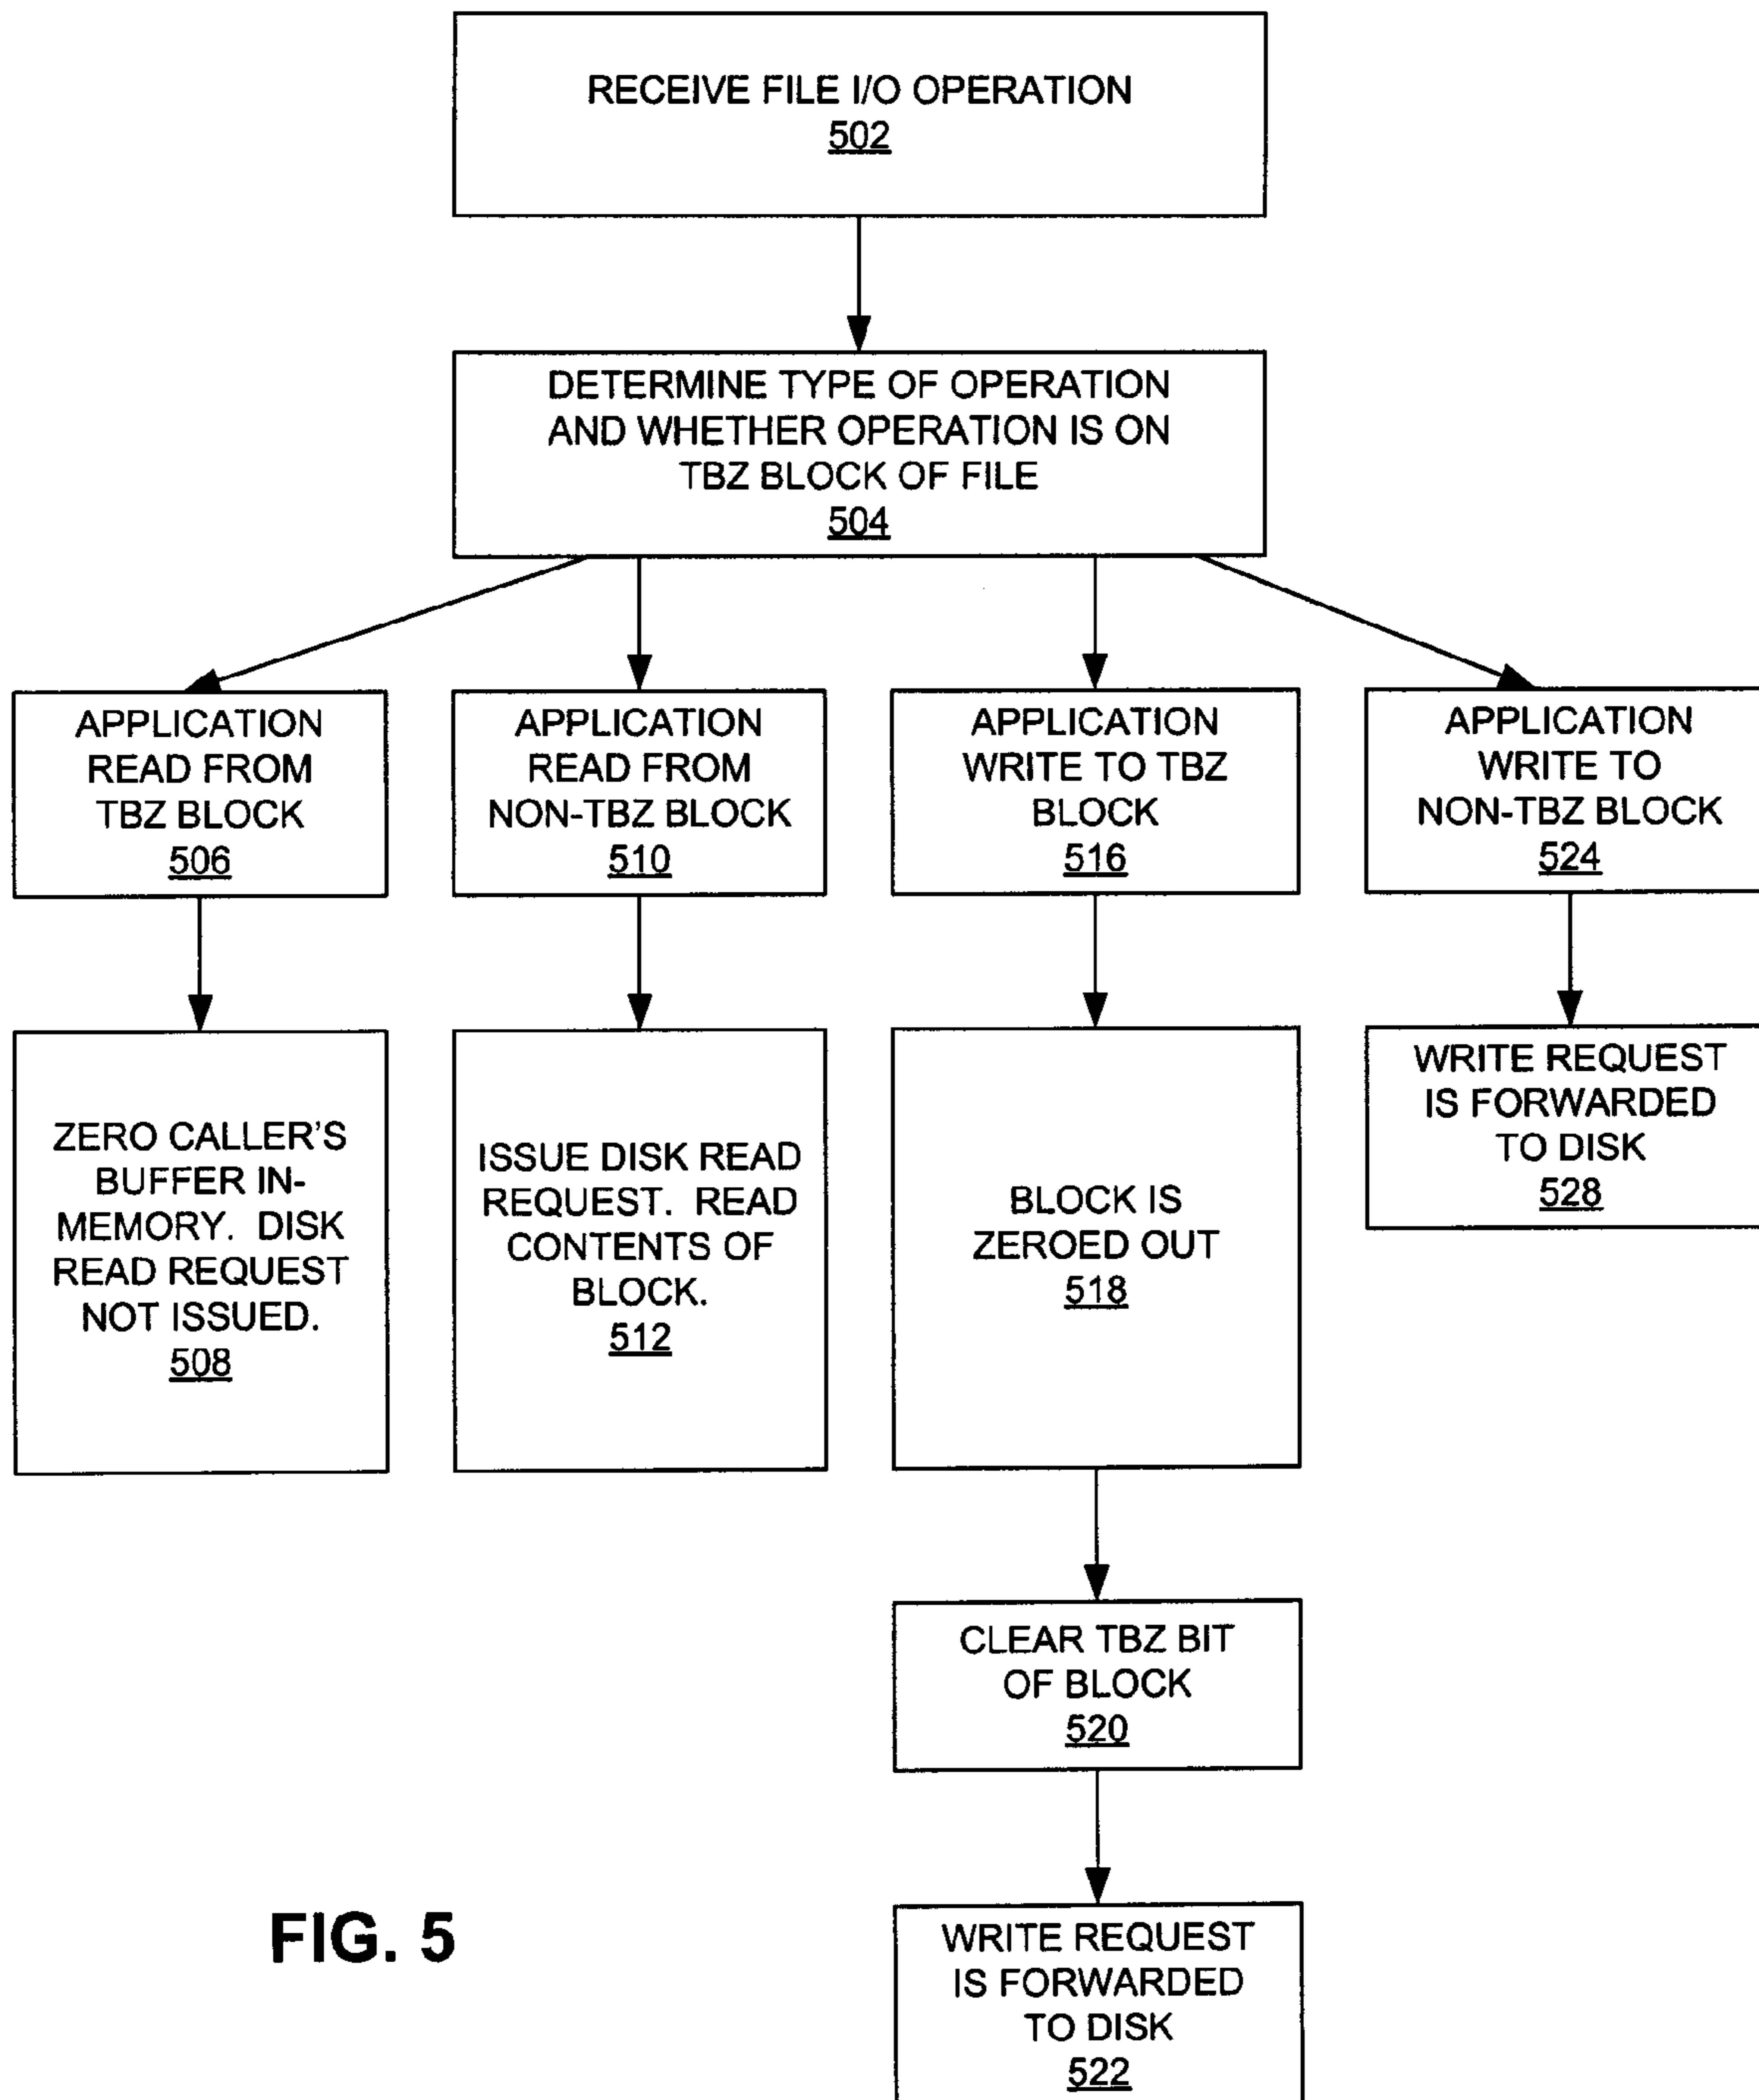 RECEIVE FILE I/O OPERATION
502
DETERMINE TYPE OF OPERATION
AND WHETHER OPERATION IS ON
TBZ BLOCK OF FILE
504
APPLICATION
READ FROM
TBZ BLOCK
506
APPLICATION
READ FROM
NON-TBZ BLOCK
510
APPLICATION
WRITE TO TBZ
BLOCK
516
APPLICATION
WRITE TO
NON-TBZ BLOCK
524
ZERO CALLER'S
BUFFER IN-
MEMORY. DISK
READ REQUEST
NOT ISSUED.
508
ISSUE DISK READ
REQUEST. READ
CONTENTS OF
BLOCK.
512
BLOCK IS
ZEROED OUT
518
WRITE REQUEST
IS FORWARDED
TO DISK
528
CLEAR TBZ BIT
OF BLOCK
520
WRITE REQUEST
IS FORWARDED
TO DISK
522
FIG. 5